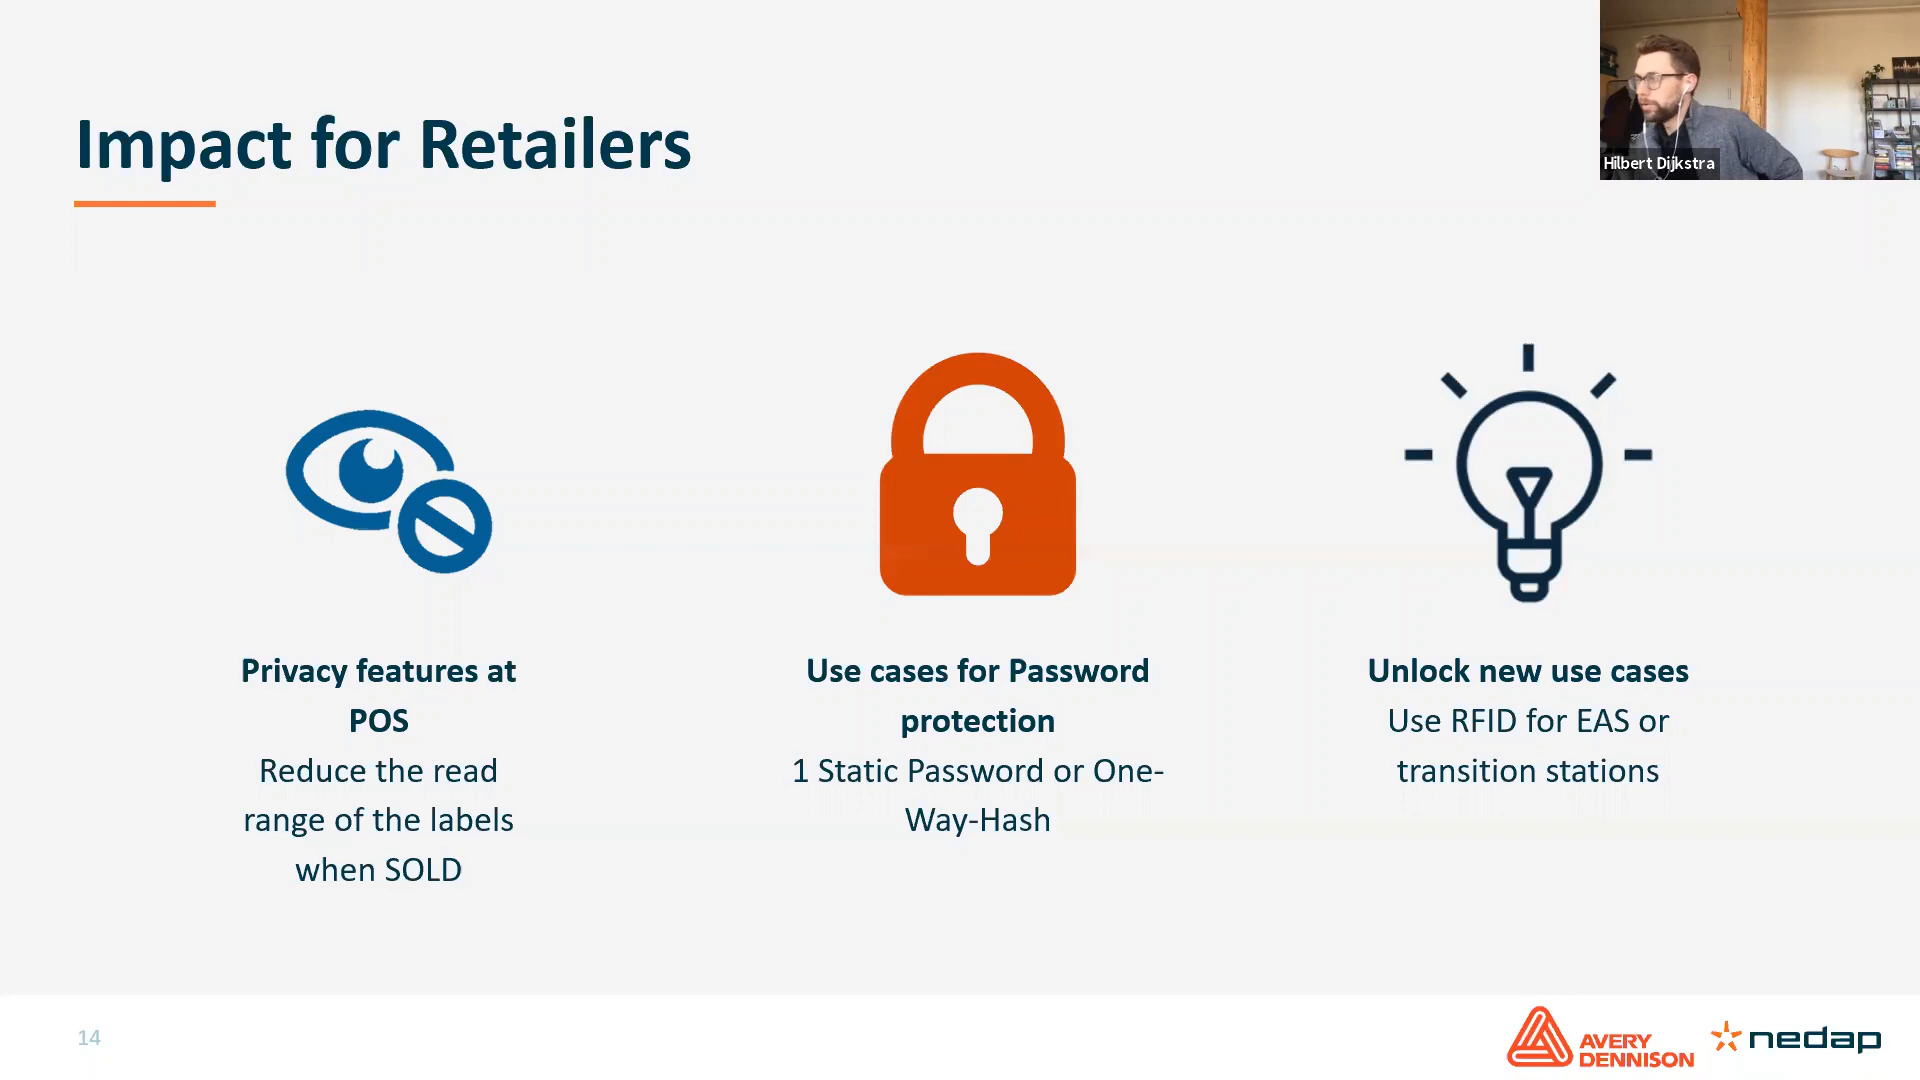 Impact for Retailers
Hilbert Dijkstra
Privacy features at
POS
Reduce the read
range of the labels
when SOLD
Use cases for Password
protection
1 Static Password or One-
Way-Hash
Unlock new use cases
Use RFID for EAS or
transition stations
14
AVERY
DENNISON
nedap